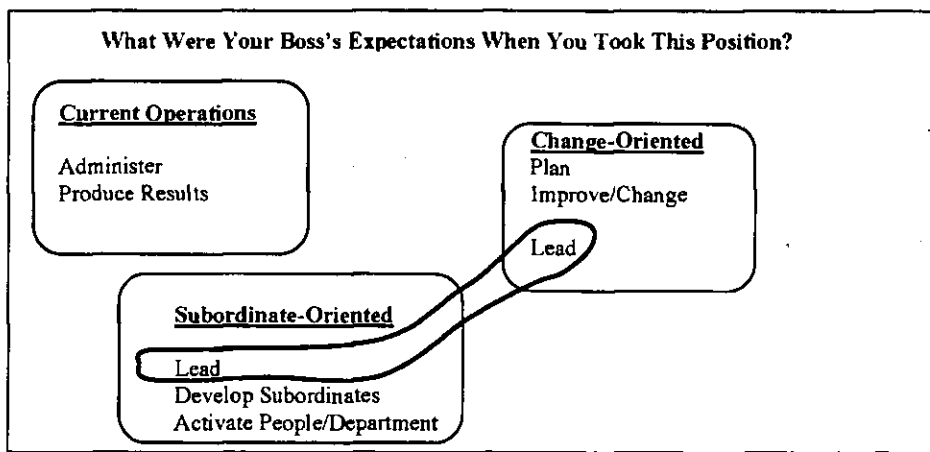 What Were Your Boss's Expectations When You Took This Position?
Current Operations
Administer
Produce Results
Change-Oriented
Plan
Improve/Change
Lead
Subordinate-Oriented
Lead
Develop Subordinates
Activate People/Department